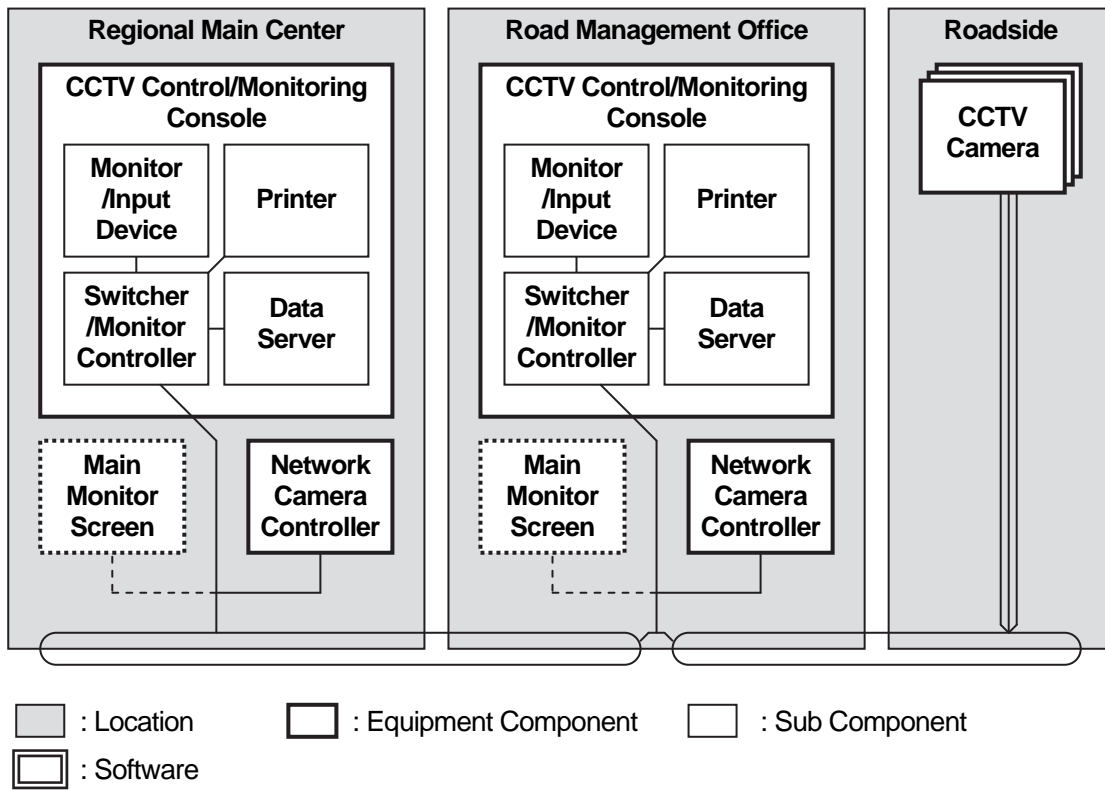 Regional Main Center
CCTV Control/Monitoring
Console
Monitor
/Input
Device
Printer
Switcher
/Monitor
Controller
Data
Server
Main
Monitor
Screen
Network
Camera
Controller
Road Management Office
CCTV Control/Monitoring
Console
Monitor
/Input
Device
Printer
Switcher
/Monitor
Controller
Data
Server
Main
Monitor
Screen
Network
Camera
Controller
Roadside
CCTV
Camera
: Location
: Equipment Component
: Sub Component
: Software